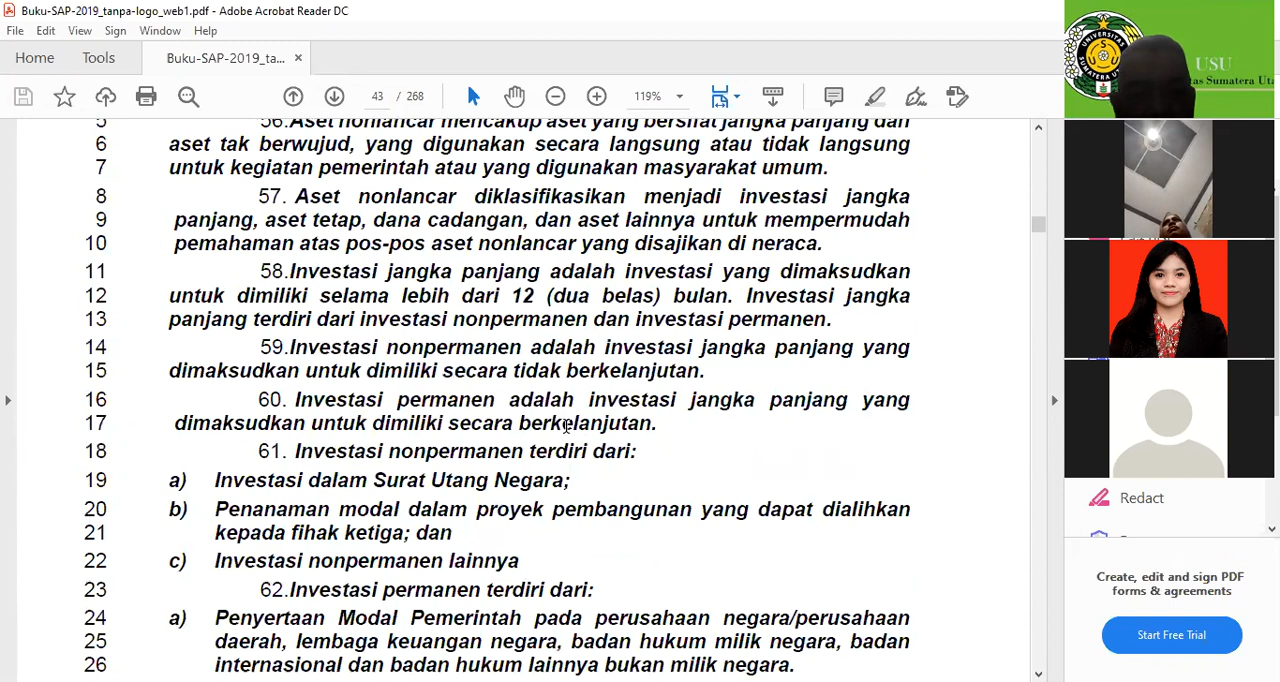 Buku-SAP-2019_tanpa-logo_web1.pdf - Adobe Acrobat Reader DC
File Edit View Sign Window Help
Home Tools Buku-SAP-2019_ta... ×
43 / 268 119%
5 56.Aset nonlancar mencakup aset yang bersifat jangka panjang dan
6 aset tak berwujud, yang digunakan secara langsung atau tidak langsung
7 untuk kegiatan pemerintah atau yang digunakan masyarakat umum.
8 57. Aset nonlancar diklasifikasikan menjadi investasi jangka
9 panjang, aset tetap, dana cadangan, dan aset lainnya untuk mempermudah
10 pemahaman atas pos-pos aset nonlancar yang disajikan di neraca.
11 58.Investasi jangka panjang adalah investasi yang dimaksudkan
12 untuk dimiliki selama lebih dari 12 (dua belas) bulan. Investasi jangka
13 panjang terdiri dari investasi nonpermanen dan investasi permanen.
14 59.Investasi nonpermanen adalah investasi jangka panjang yang
15 dimaksudkan untuk dimiliki secara tidak berkelanjutan.
16 60. Investasi permanen adalah investasi jangka panjang yang
17 dimaksudkan untuk dimiliki secara berkelanjutan.
18 61. Investasi nonpermanen terdiri dari:
19 a) Investasi dalam Surat Utang Negara;
20 b) Penanaman modal dalam proyek pembangunan yang dapat dialihkan
21 kepada fihak ketiga; dan
22 c) Investasi nonpermanen lainnya
23 62.Investasi permanen terdiri dari:
24 a) Penyertaan Modal Pemerintah pada perusahaan negara/perusahaan
25 daerah, lembaga keuangan negara, badan hukum milik negara, badan
26 internasional dan badan hukum lainnya bukan milik negara.
USU
Redact
Create, edit and sign PDF
forms & agreements
Start Free Trial